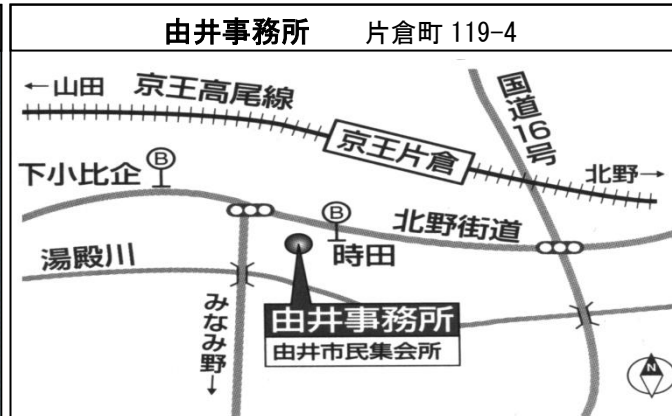 由井事務所 片倉町 119-4
←山田 京王高尾線
国道16号
京王片倉
北野→
下小比企 B
B 北野街道
時田
湯殿川
みなみ野↓
由井事務所
由井市民集会所
N